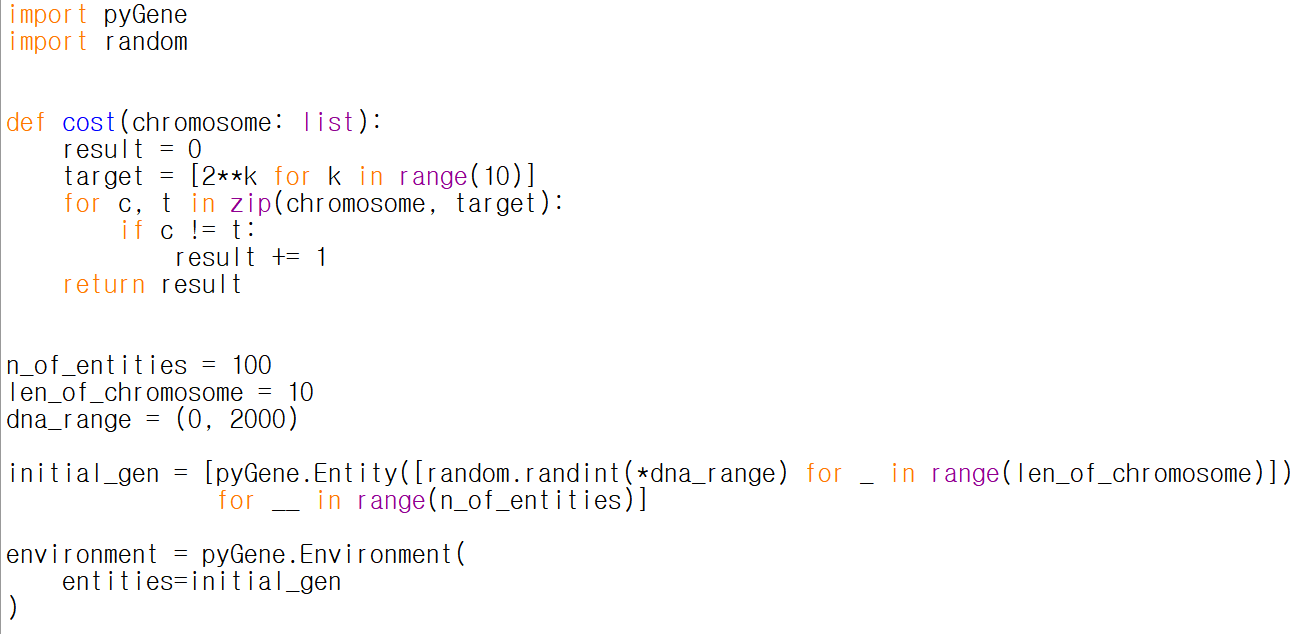 import pyGene
import random
def cost(chromosome: list):
    result = 0
    target = [2**k for k in range(10)]
    for c, t in zip(chromosome, target):
        if c != t:
            result += 1
    return result
n_of_entities = 100
len_of_chromosome = 10
dna_range = (0, 2000)
initial_gen = [pyGene.Entity([random.randint(*dna_range) for _ in range(len_of_chromosome)])
               for __ in range(n_of_entities)]
environment = pyGene.Environment(
    entities=initial_gen
)